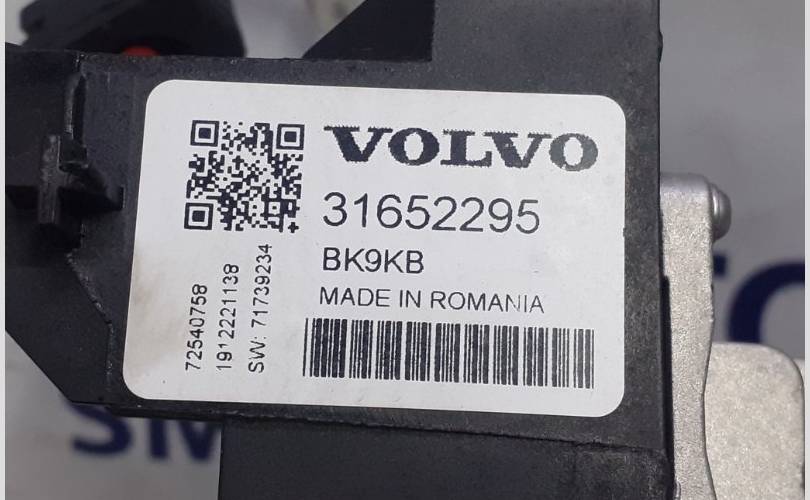 VOLVO
31652295
BK9KB
MADE IN ROMANIA
72540758
1912221138
SW: 71739234